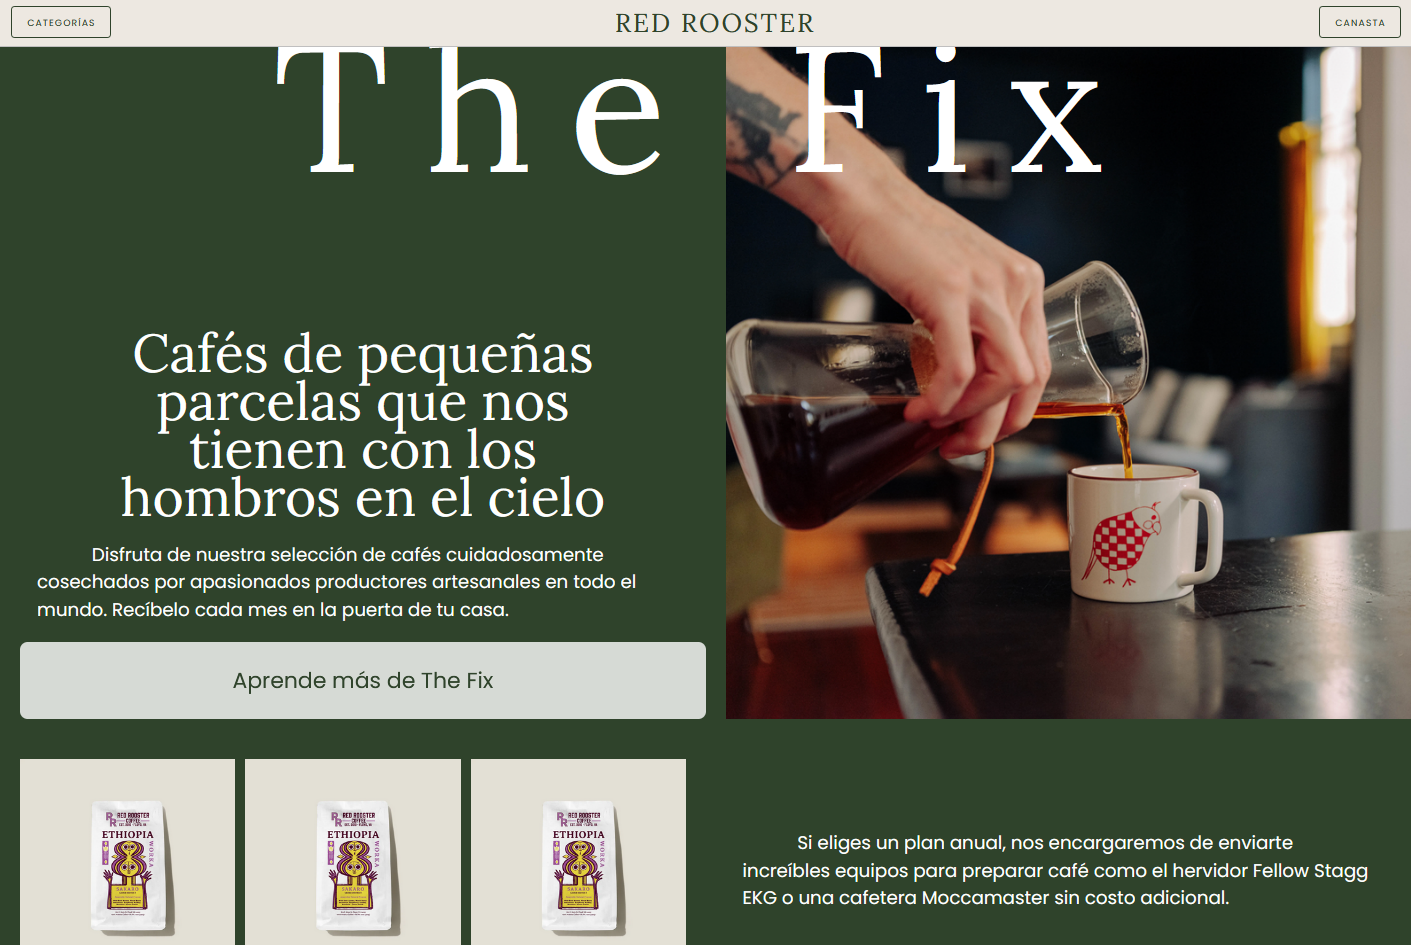 CATEGORÍAS
RED ROOSTER
CANASTA
The Fix
Cafés de pequeñas
parcelas que nos
tienen con los
hombros en el cielo
Disfruta de nuestra selección de cafés cuidadosamente
cosechados por apasionados productores artesanales en todo el
mundo. Recíbelo cada mes en la puerta de tu casa.
Aprende más de The Fix
RED ROOSTER
COFFEE
ETHIOPIA
WORKA
SAKARO
RED ROOSTER
COFFEE
ETHIOPIA
WORKA
SAKARO
RED ROOSTER
COFFEE
ETHIOPIA
WORKA
SAKARO
Si eliges un plan anual, nos encargaremos de enviarte
increíbles equipos para preparar café como el hervidor Fellow Stagg
EKG o una cafetera Moccamaster sin costo adicional.